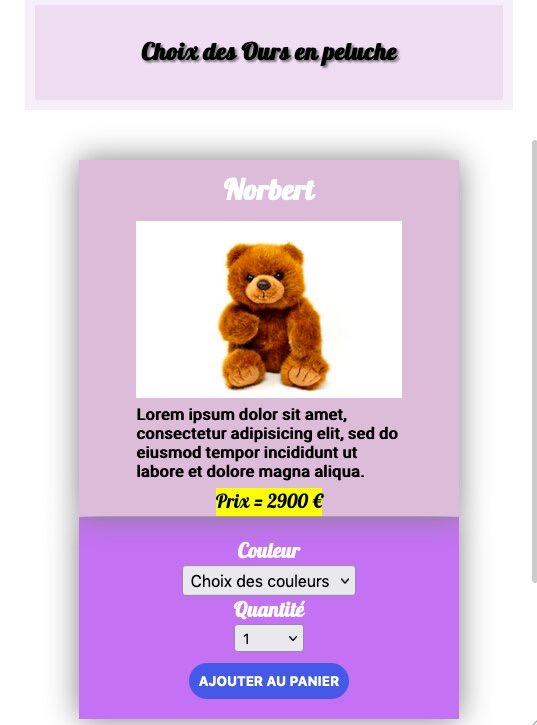 Choix des Ours en peluche
Norbert
Lorem ipsum dolor sit amet,
consectetur adipisicing elit, sed do
eiusmod tempor incididunt ut
labore et dolore magna aliqua.
Prix = 2900 €
Couleur
Choix des couleurs
Quantité
1
AJOUTER AU PANIER